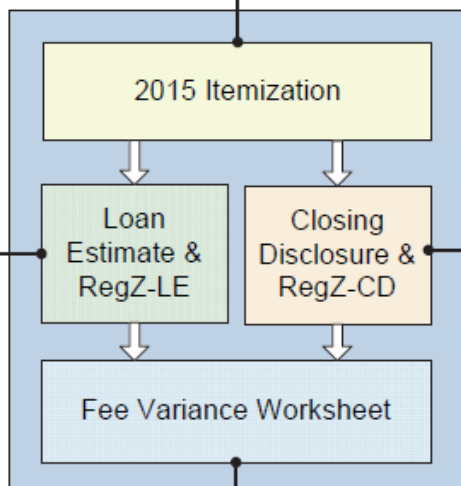 2015 Itemization
Loan
Estimate &
RegZ-LE
Closing
Disclosure &
RegZ-CD
Fee Variance Worksheet